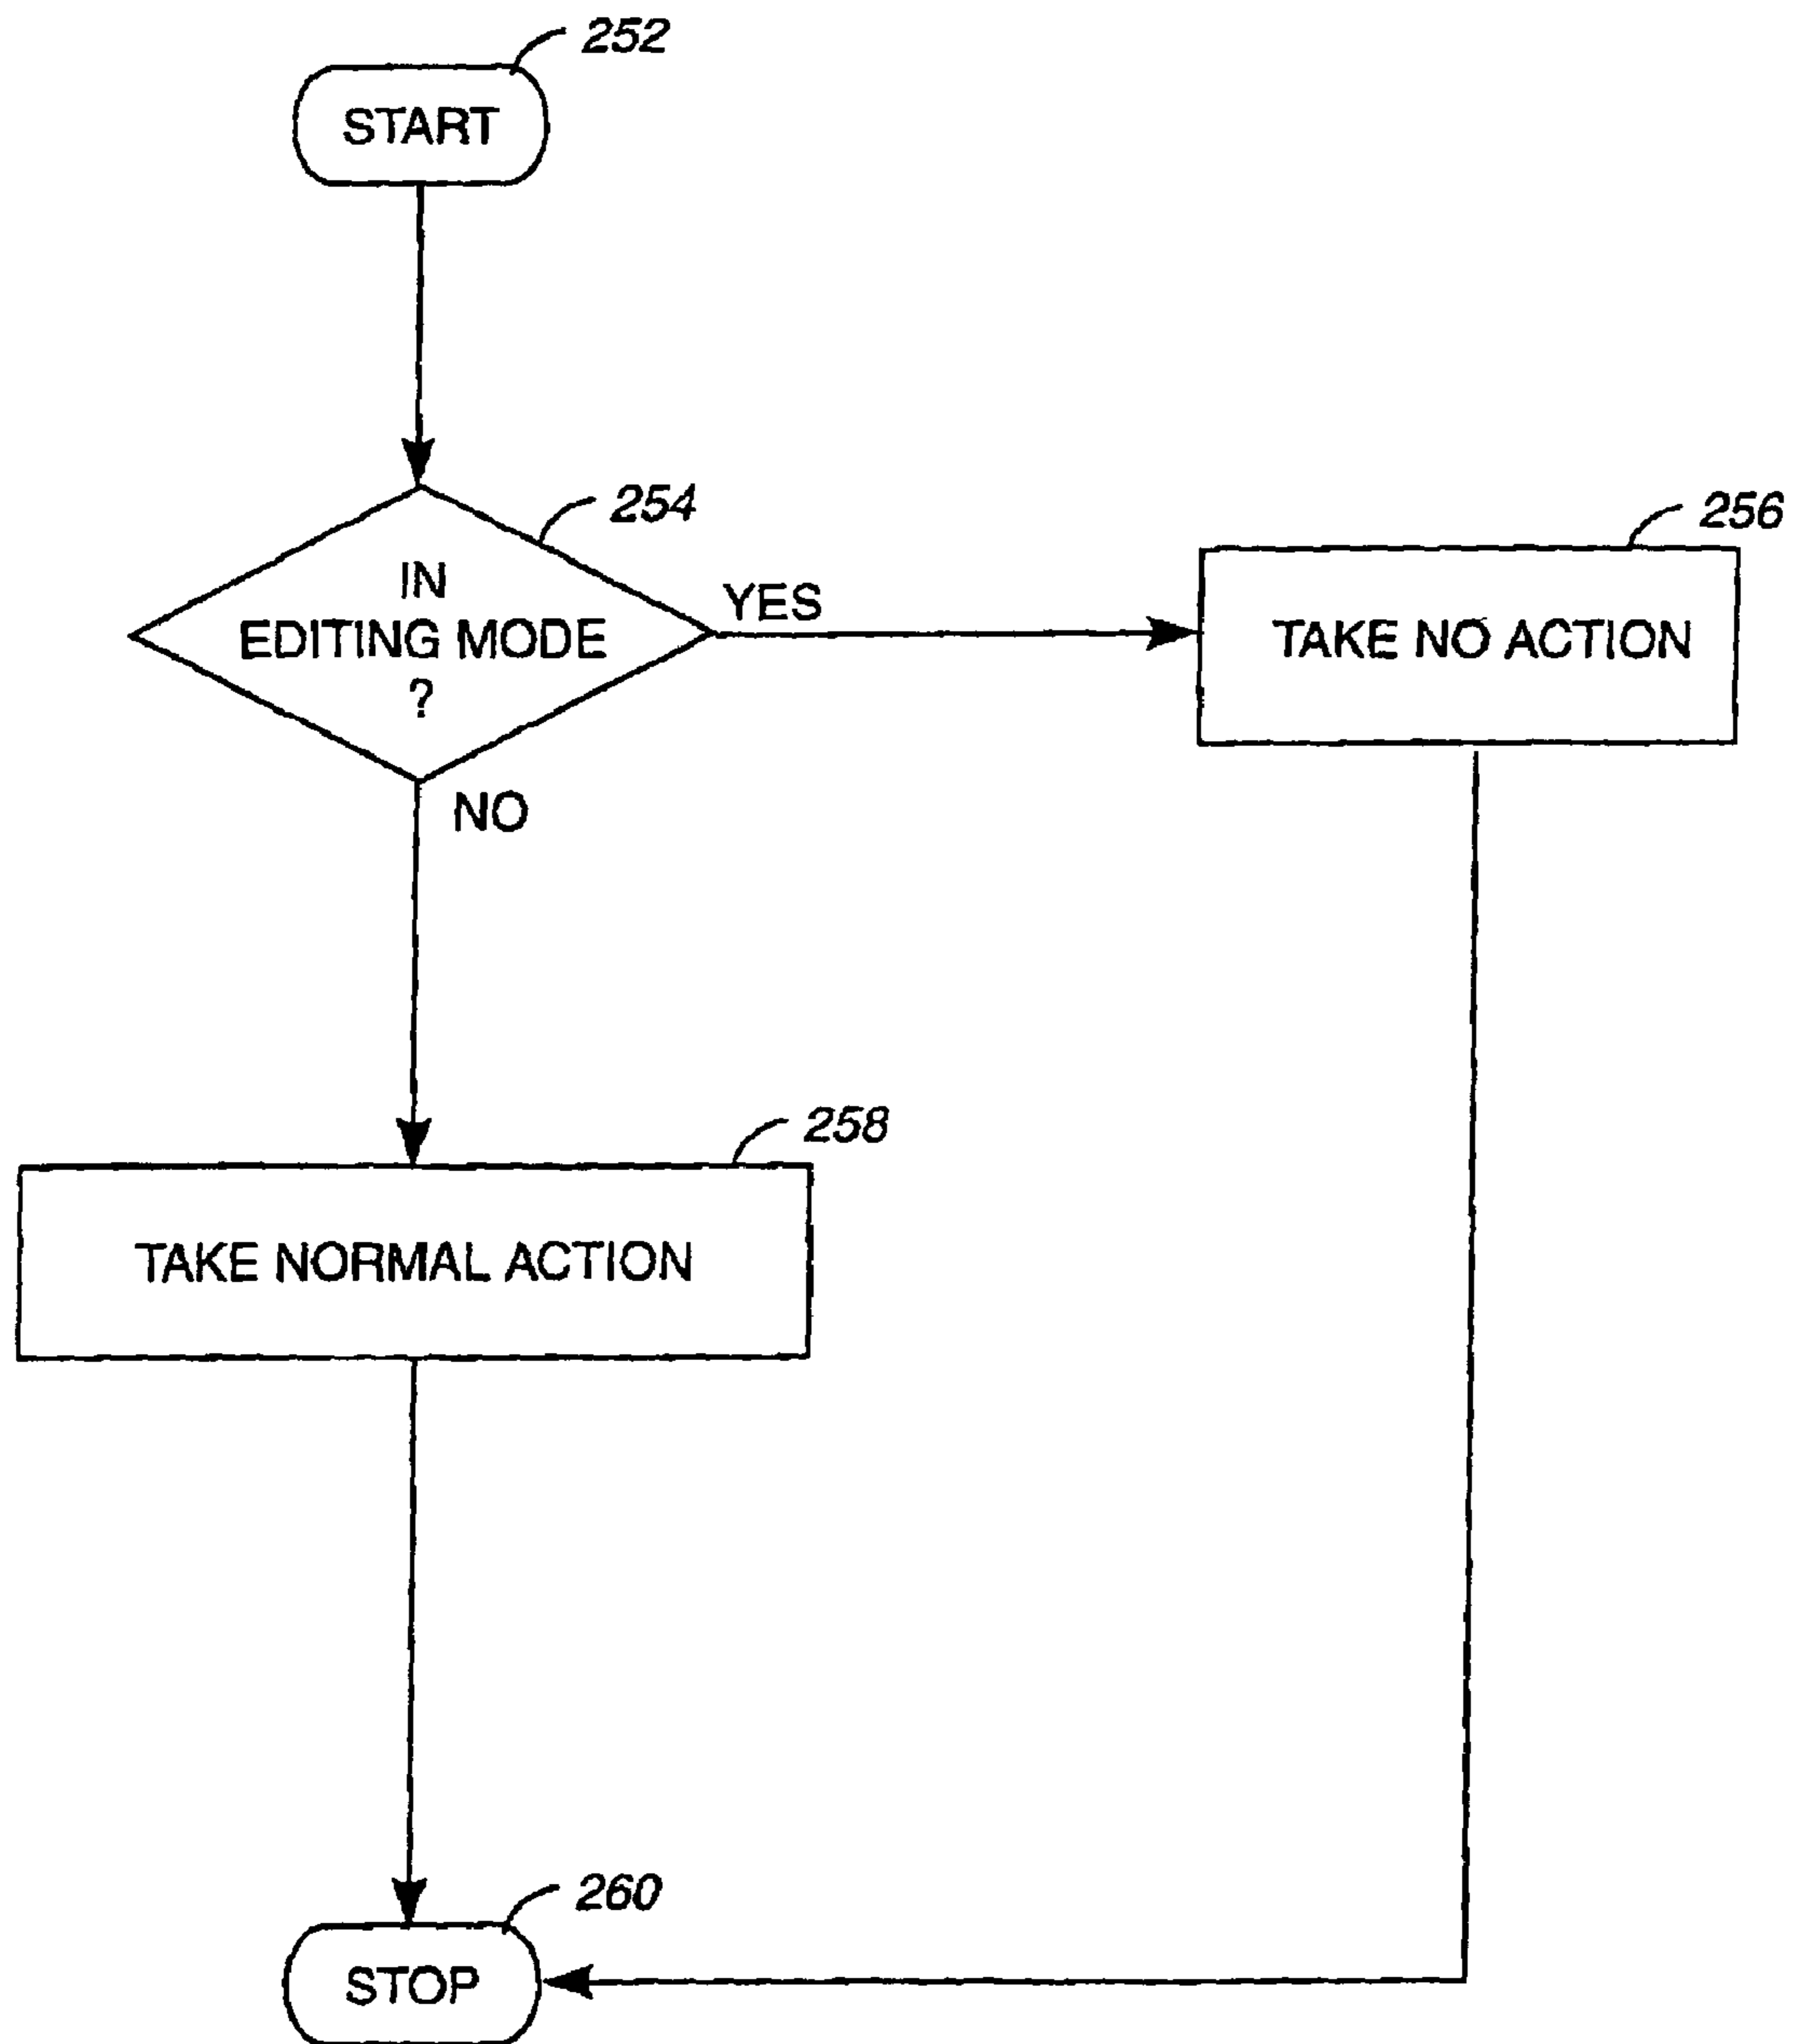 252
START
254
IN
EDITING MODE
?
YES
256
TAKE NO ACTION
NO
258
TAKE NORMAL ACTION
260
STOP